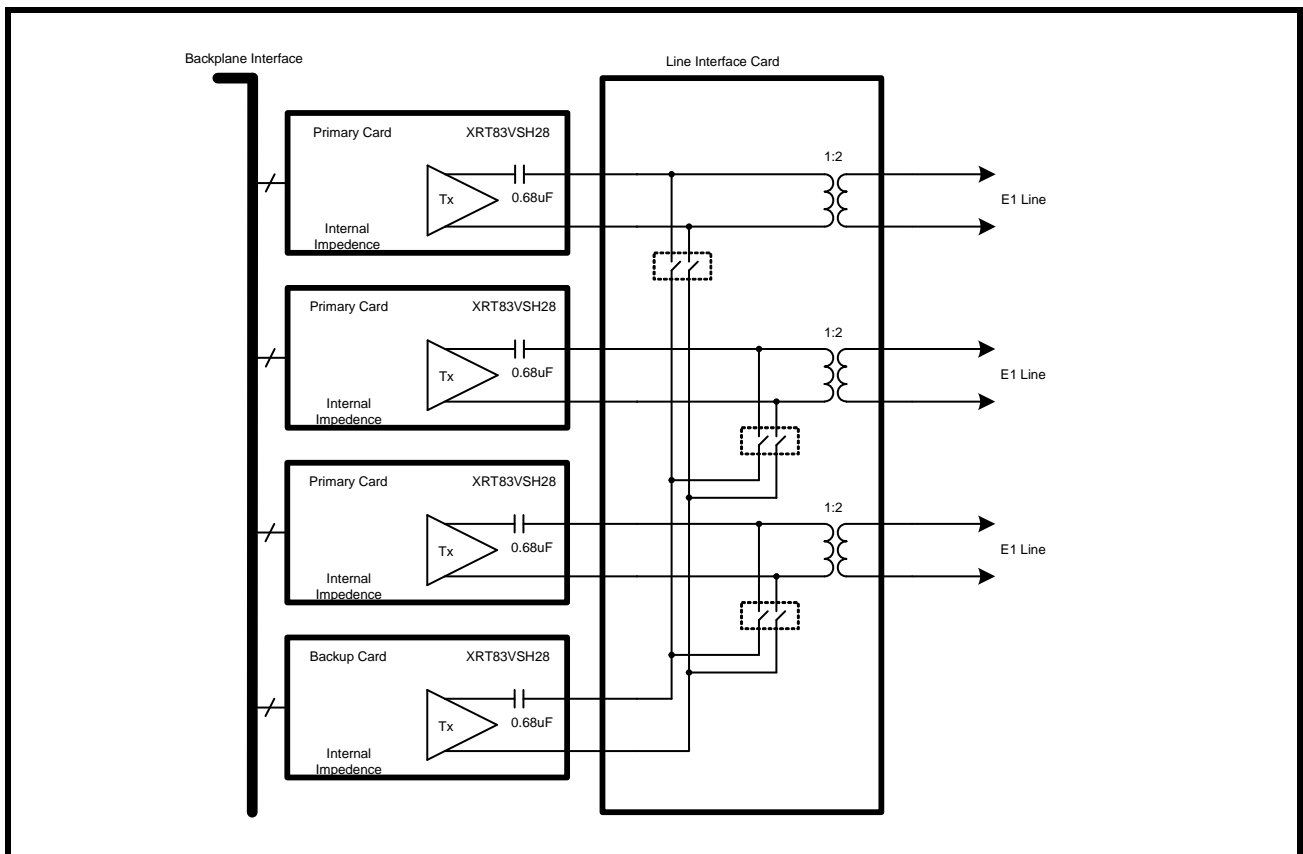 Backplane Interface
Line Interface Card
Primary Card XRT83VSH28
Tx
0.68uF
Internal
Impedence
1:2
E1 Line
Primary Card XRT83VSH28
Tx
0.68uF
Internal
Impedence
1:2
E1 Line
Primary Card XRT83VSH28
Tx
0.68uF
Internal
Impedence
1:2
E1 Line
Backup Card XRT83VSH28
Tx
0.68uF
Internal
Impedence